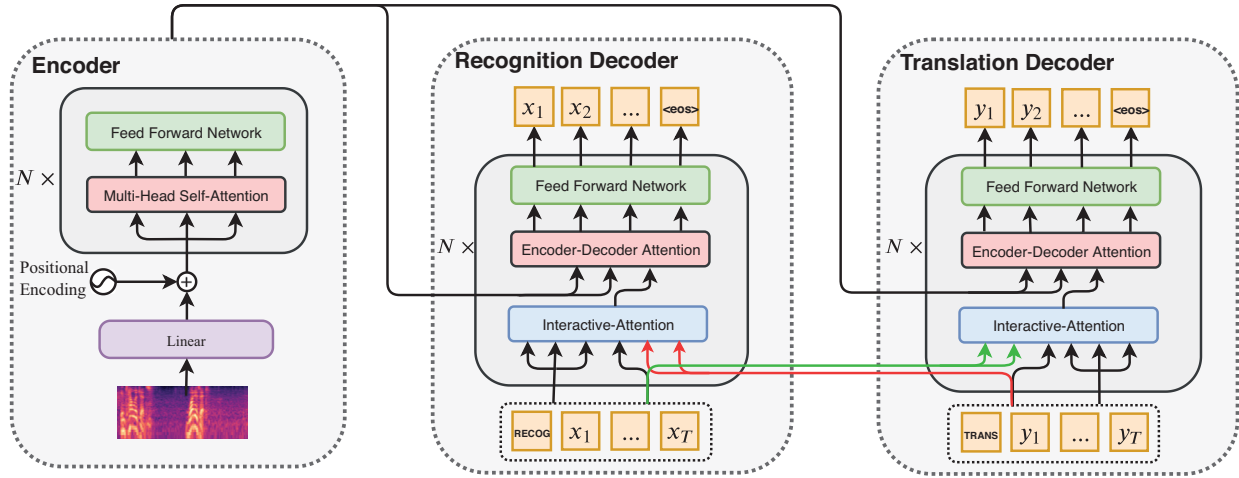 Encoder
Feed Forward Network
Multi-Head Self-Attention
N ×
Positional
Encoding
Linear
Recognition Decoder
x₁ x₂ ... <eos>
Feed Forward Network
Encoder-Decoder Attention
N ×
Interactive-Attention
RECOG x₁ ... x_T
Translation Decoder
y₁ y₂ ... <eos>
Feed Forward Network
Encoder-Decoder Attention
N ×
Interactive-Attention
TRANS y₁ ... y_T